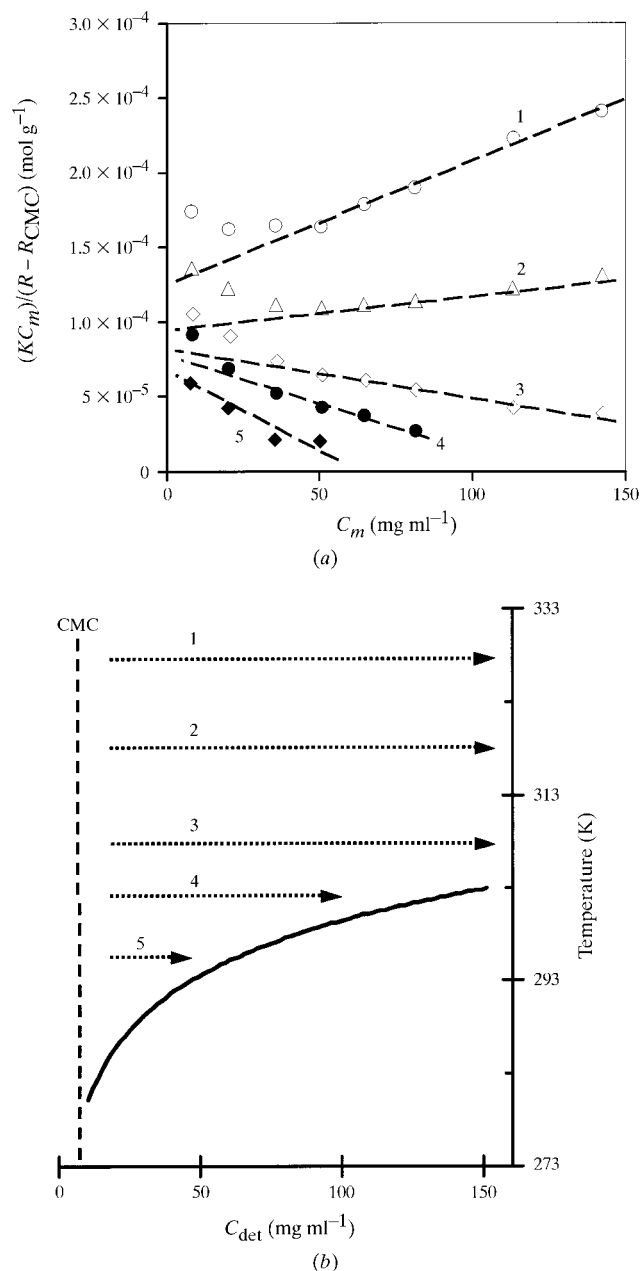 3.0 × 10⁻⁴
2.5 × 10⁻⁴
2.0 × 10⁻⁴
1.5 × 10⁻⁴
1.0 × 10⁻⁴
5.0 × 10⁻⁵
0
(KCₘ)/(R − R_CMC) (mol g⁻¹)
1
2
3
4
5
0 50 100 150
Cₘ (mg ml⁻¹)
(a)
CMC
1
2
3
4
5
333
313
293
273
Temperature (K)
0 50 100 150
C_det (mg ml⁻¹)
(b)